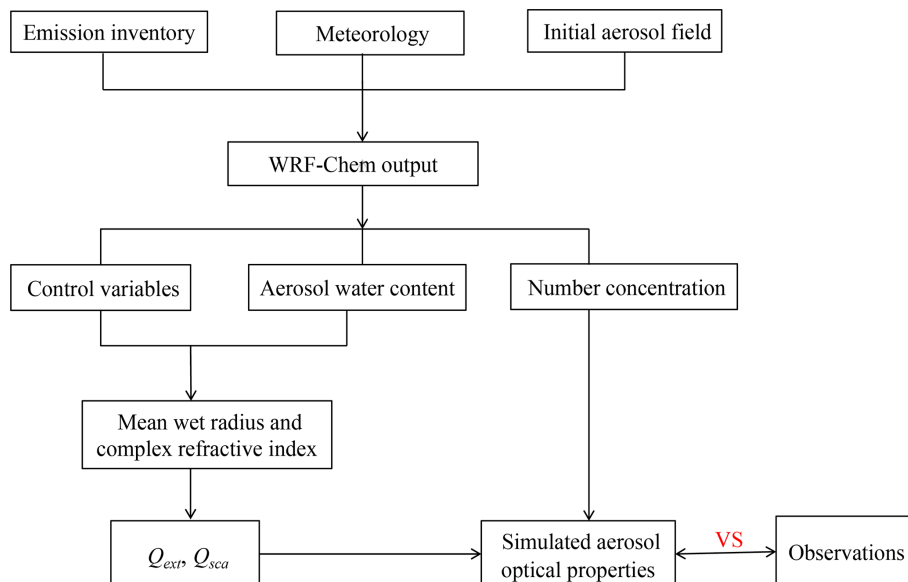 Emission inventory
Meteorology
Initial aerosol field
WRF-Chem output
Control variables
Aerosol water content
Number concentration
Mean wet radius and
complex refractive index
Qext, Qsca
Simulated aerosol
optical properties
VS
Observations